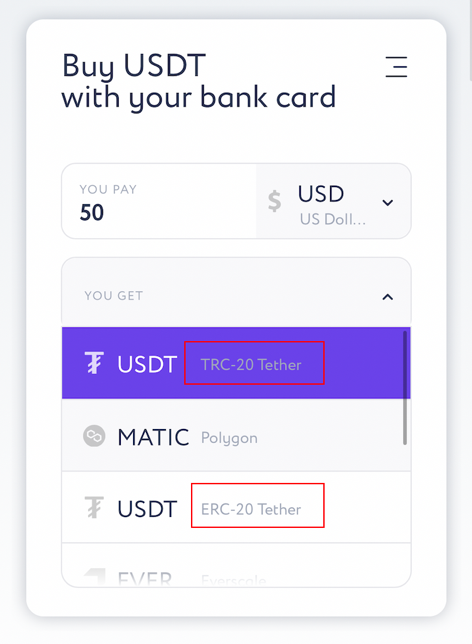 Buy USDT
with your bank card
YOU PAY
50
$ USD
US Doll...
YOU GET
USDT TRC-20 Tether
MATIC Polygon
USDT ERC-20 Tether
EVER Everscale